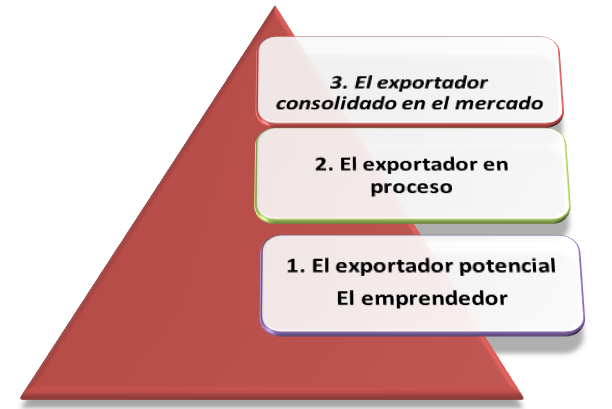 3. El exportador
consolidado en el mercado
2. El exportador en
proceso
1. El exportador potencial
El emprendedor